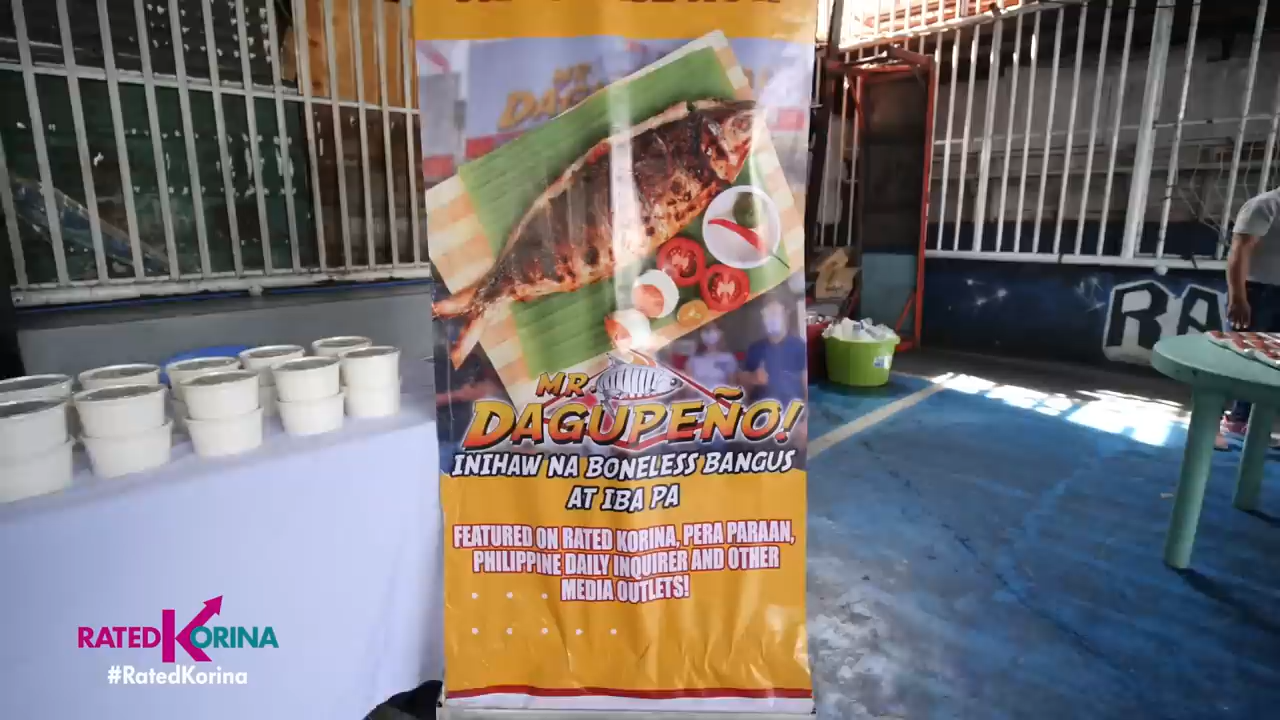 MR
DAGUPEÑO!
INIHAW NA BONELESS BANGUS
AT IBA PA
FEATURED ON RATED KORINA, PERA PARAAN,
PHILIPPINE DAILY INQUIRER AND OTHER
MEDIA OUTLETS!
RA
RATED KORINA
#RatedKorina